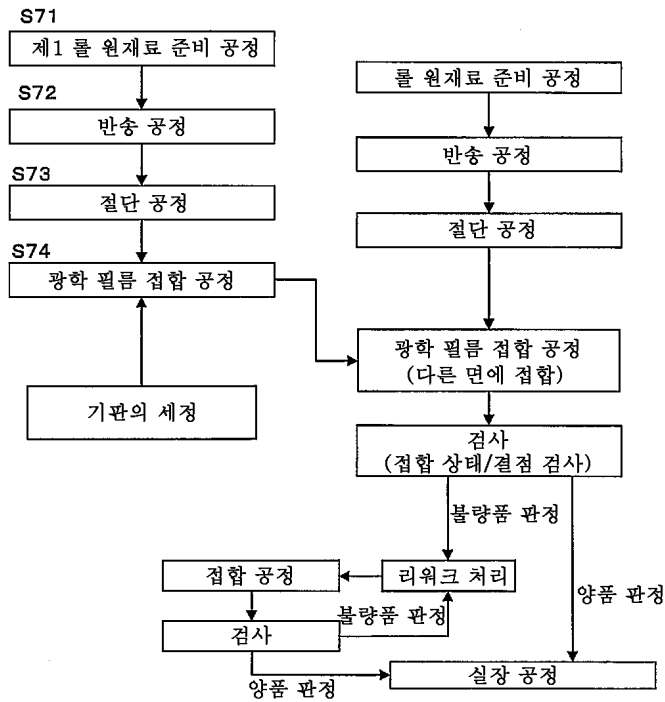 S71
제1 롤 원재료 준비 공정
S72
반송 공정
S73
절단 공정
S74
광학 필름 접합 공정
기판의 세정
롤 원재료 준비 공정
반송 공정
절단 공정
광학 필름 접합 공정
(다른 면에 접합)
검사
(접합 상태/결점 검사)
불량품 판정
양품 판정
리워크 처리
접합 공정
불량품 판정
검사
양품 판정
실장 공정